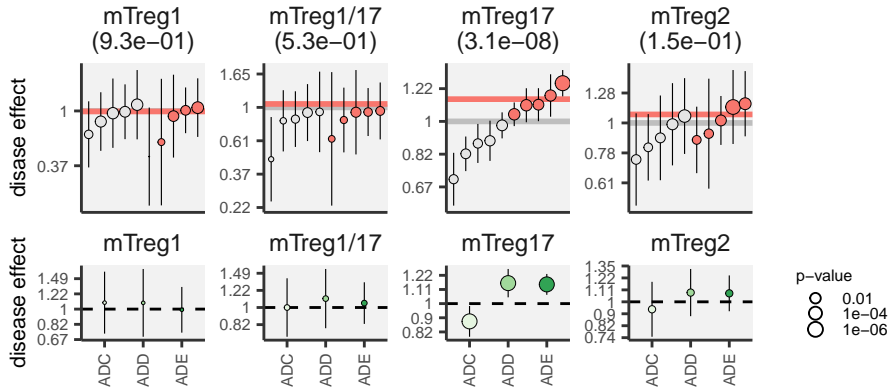 mTreg1
(9.3e−01)
mTreg1/17
(5.3e−01)
mTreg17
(3.1e−08)
mTreg2
(1.5e−01)
disease effect
1
0.37
1.65
1
0.61
0.37
0.22
1.22
1
0.82
0.67
1.28
1
0.78
0.61
mTreg1
mTreg1/17
mTreg17
mTreg2
disease effect
1.49
1.22
1
0.82
0.67
1.49
1.22
1
0.82
1.22
1.11
1
0.9
0.82
1.35
1.22
1.11
1
0.9
0.82
0.74
ADC
ADD
ADE
ADC
ADD
ADE
ADC
ADD
ADE
ADC
ADD
ADE
p−value
0.01
1e−04
1e−06